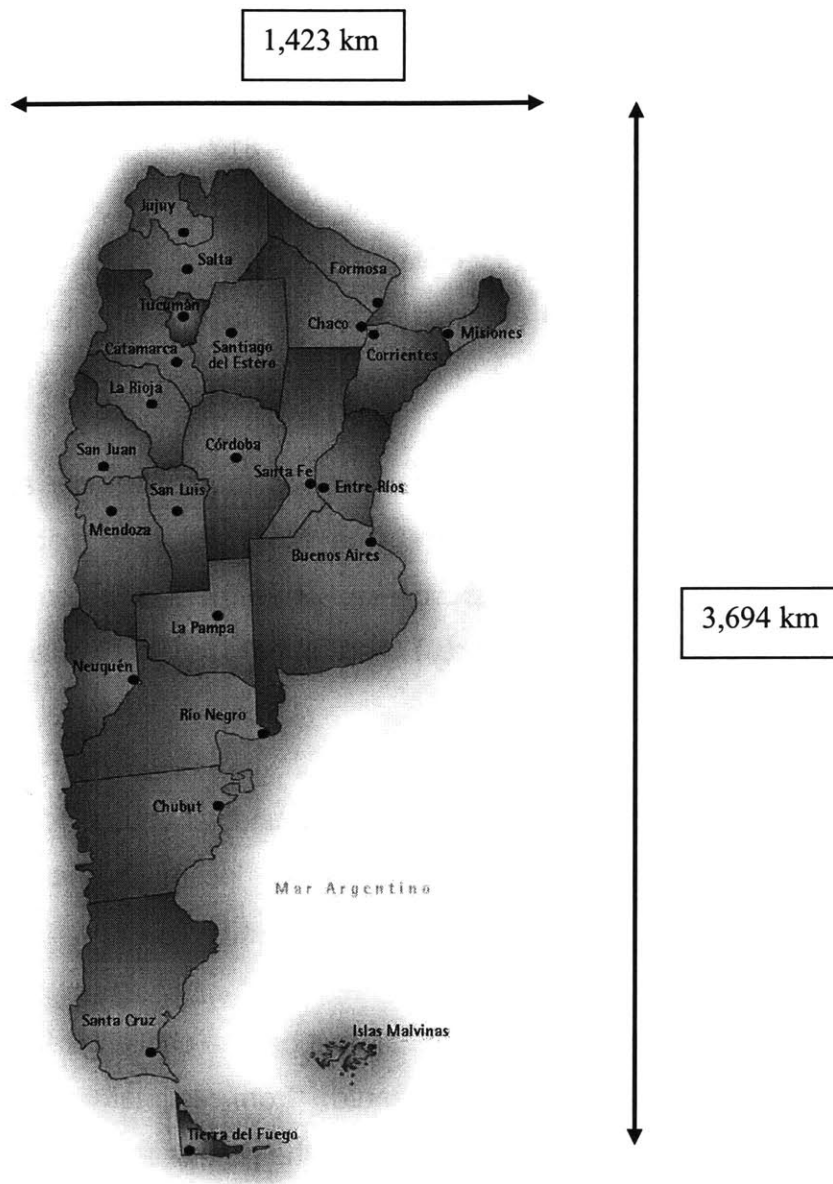 1,423 km
Jujuy
Salta
Formosa
Tucumán
Chaco
Misiones
Santiago
del Estero
Corrientes
Catamarca
La Rioja
Córdoba
San Juan
Santa Fe
San Luis
Entre Ríos
Mendoza
Buenos Aires
3,694 km
La Pampa
Neuquén
Río Negro
Chubut
Mar Argentino
Santa Cruz
Islas Malvinas
Tierra del Fuego